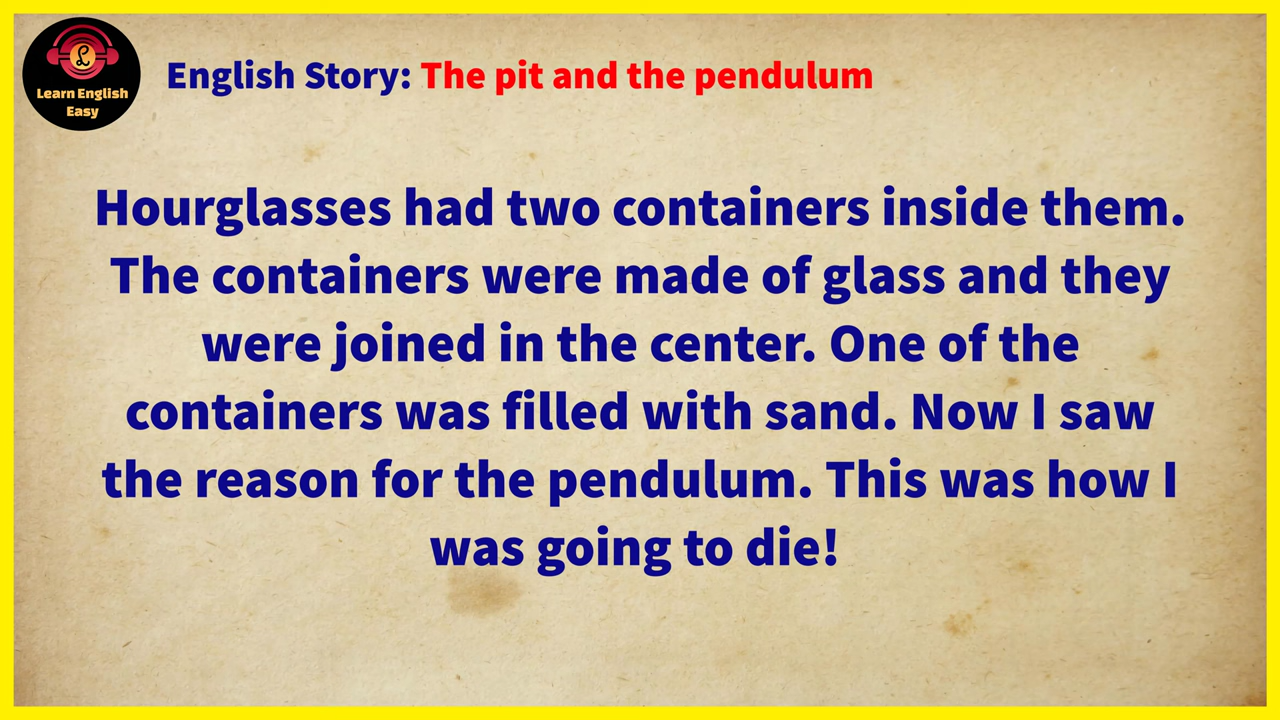 Learn English
Easy
English Story: The pit and the pendulum
Hourglasses had two containers inside them.
The containers were made of glass and they
were joined in the center. One of the
containers was filled with sand. Now I saw
the reason for the pendulum. This was how I
was going to die!